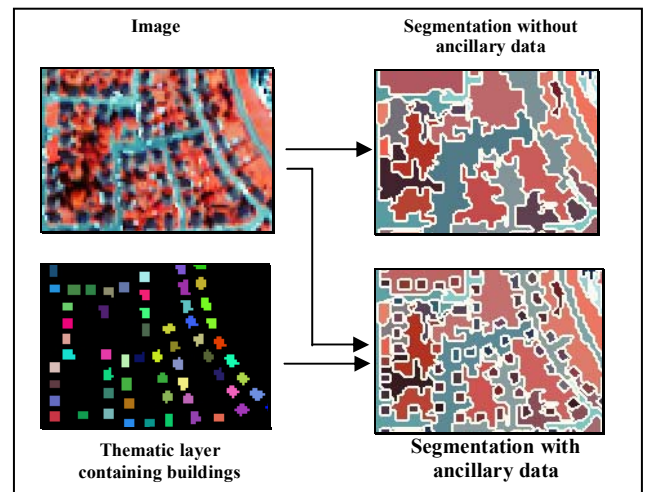 Image
Segmentation without
ancillary data
Thematic layer
containing buildings
Segmentation with
ancillary data